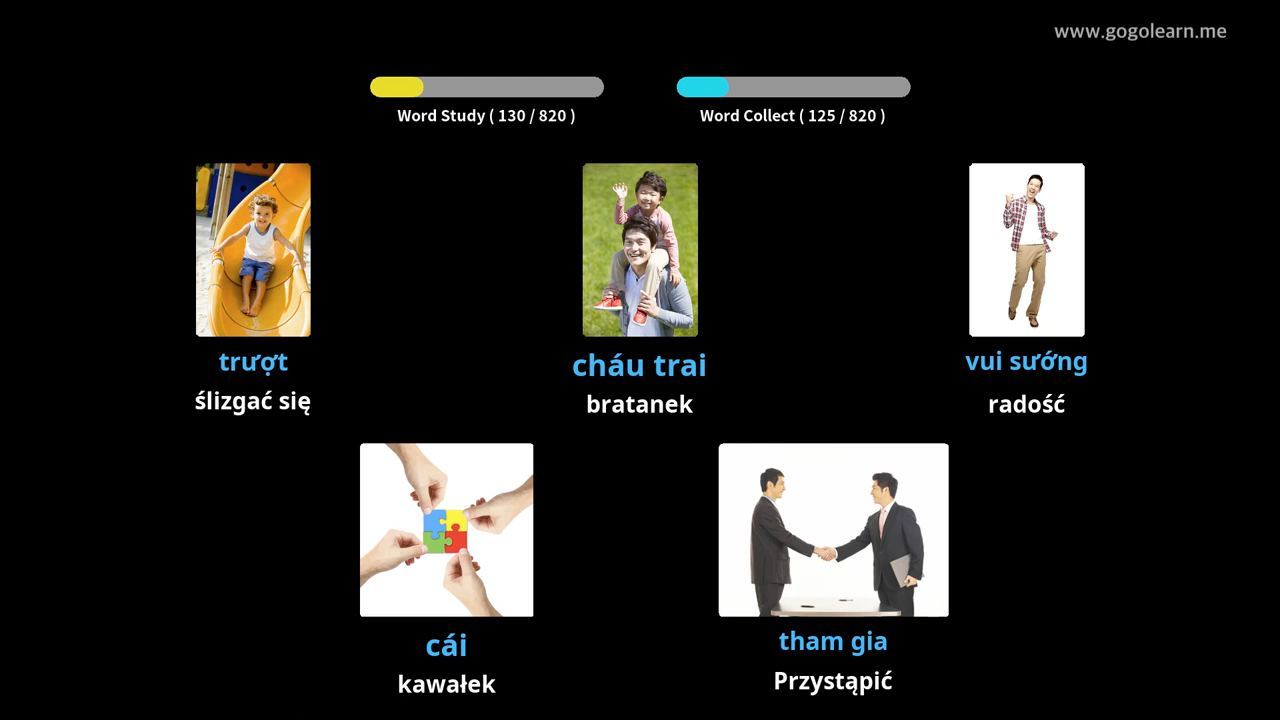 www.gogolearn.me
Word Study ( 130 / 820 )
Word Collect ( 125 / 820 )
trượt
ślizgać się
cháu trai
bratanek
vui sướng
radość
cái
kawałek
tham gia
Przystąpić